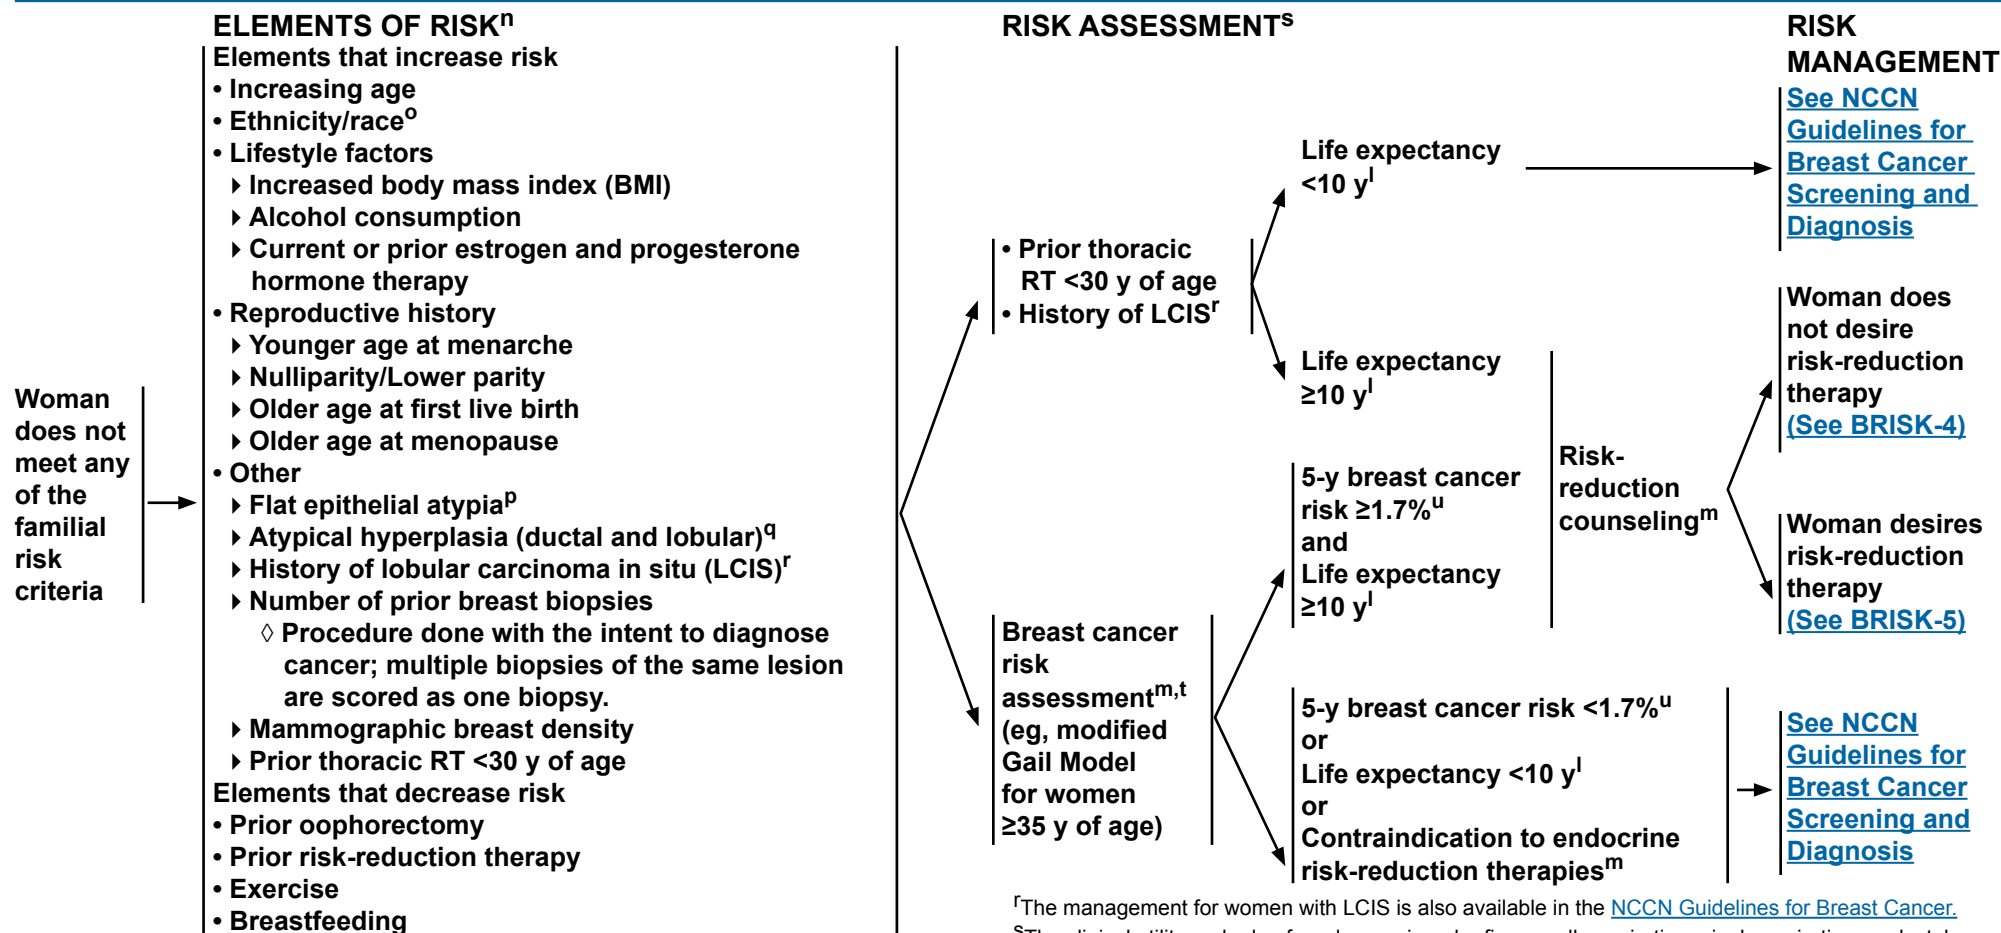 ELEMENTS OF RISKⁿ
Elements that increase risk
• Increasing age
• Ethnicity/raceᵒ
• Lifestyle factors
‣ Increased body mass index (BMI)
‣ Alcohol consumption
‣ Current or prior estrogen and progesterone
hormone therapy
• Reproductive history
‣ Younger age at menarche
‣ Nulliparity/Lower parity
‣ Older age at first live birth
‣ Older age at menopause
• Other
‣ Flat epithelial atypiaᵖ
‣ Atypical hyperplasia (ductal and lobular)q
‣ History of lobular carcinoma in situ (LCIS)ʳ
‣ Number of prior breast biopsies
◊ Procedure done with the intent to diagnose
cancer; multiple biopsies of the same lesion
are scored as one biopsy.
‣ Mammographic breast density
‣ Prior thoracic RT <30 y of age
Elements that decrease risk
• Prior oophorectomy
• Prior risk-reduction therapy
• Exercise
• Breastfeeding
Woman
does not
meet any
of the
familial
risk
criteria
RISK ASSESSMENTˢ
• Prior thoracic
RT <30 y of age
• History of LCISʳ
Life expectancy
<10 yˡ
Life expectancy
≥10 yˡ
Breast cancer
risk
assessmentᵐ,ᵗ
(eg, modified
Gail Model
for women
≥35 y of age)
5-y breast cancer
risk ≥1.7%ᵘ
and
Life expectancy
≥10 yˡ
5-y breast cancer risk <1.7%ᵘ
or
Life expectancy <10 yˡ
or
Contraindication to endocrine
risk-reduction therapiesᵐ
Risk-
reduction
counselingᵐ
RISK
MANAGEMENT
See NCCN
Guidelines for
Breast Cancer
Screening and
Diagnosis
Woman does
not desire
risk-reduction
therapy
(See BRISK-4)
Woman desires
risk-reduction
therapy
(See BRISK-5)
See NCCN
Guidelines for
Breast Cancer
Screening and
Diagnosis
ʳThe management for women with LCIS is also available in the NCCN Guidelines for Breast Cancer.